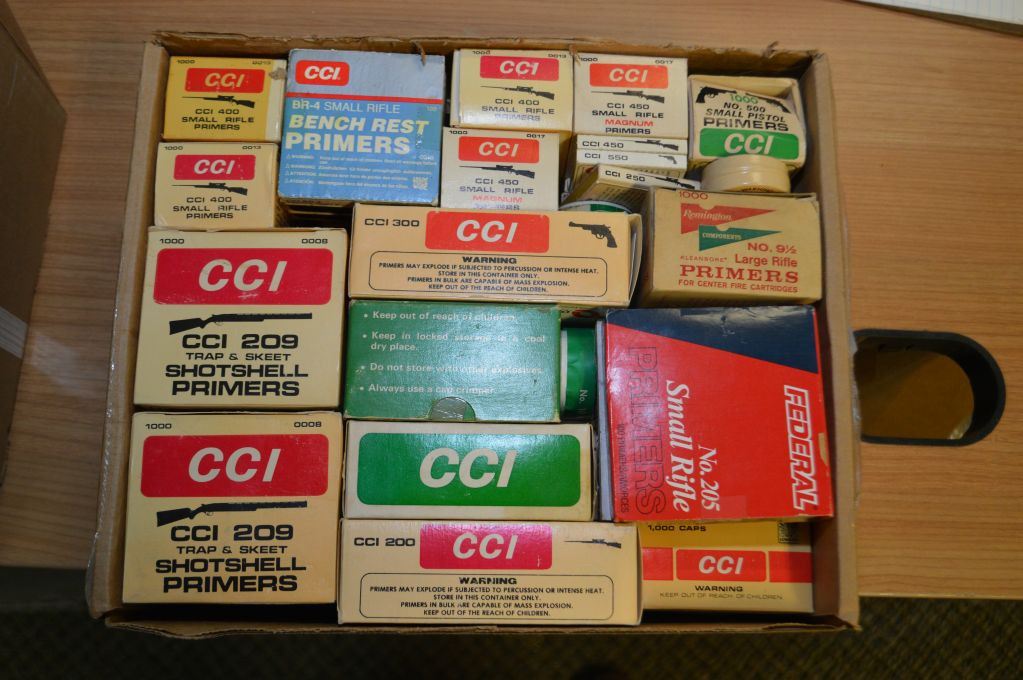 1000 0013
CCI
CCI 400
SMALL RIFLE
PRIMERS
CCI
BR-4 SMALL RIFLE
BENCH REST
PRIMERS
1000 0013
CCI
CCI 400
SMALL RIFLE
PRIMERS
1000 0017
CCI
CCI 450
SMALL RIFLE
MAGNUM
PRIMERS
1000
NO. 500
SMALL PISTOL
PRIMERS
CCI
1000 0013
CCI
CCI 400
SMALL RIFLE
PRIMERS
1000 0017
CCI
CCI 450
SMALL RIFLE
MAGNUM
CCI 450
CCI 550
CCI 250
1000
Remington
COMPONENTS
NO. 9½
KLEANBORE Large Rifle
PRIMERS
FOR CENTER FIRE CARTRIDGES
CCI 300
CCI
WARNING
PRIMERS MAY EXPLODE IF SUBJECTED TO PERCUSSION OR INTENSE HEAT.
STORE IN THIS CONTAINER ONLY.
PRIMERS IN BULK ARE CAPABLE OF MASS EXPLOSION.
KEEP OUT OF THE REACH OF CHILDREN.
1000 0008
CCI
CCI 209
TRAP & SKEET
SHOTSHELL
PRIMERS
• Keep out of reach of children.
• Keep in locked storage in a cool
dry place.
• Do not store with other explosives.
• Always use a cap crimper.
No.
FEDERAL
No. 205
Small Rifle
PRIMERS
1000 0008
CCI
CCI 209
TRAP & SKEET
SHOTSHELL
PRIMERS
CCI
CCI 200
CCI
WARNING
PRIMERS MAY EXPLODE IF SUBJECTED TO PERCUSSION OR INTENSE HEAT.
STORE IN THIS CONTAINER ONLY.
PRIMERS IN BULK ARE CAPABLE OF MASS EXPLOSION.
KEEP OUT OF THE REACH OF CHILDREN.
1,000 CAPS
CCI
WARNING
KEEP OUT OF REACH OF CHILDREN.